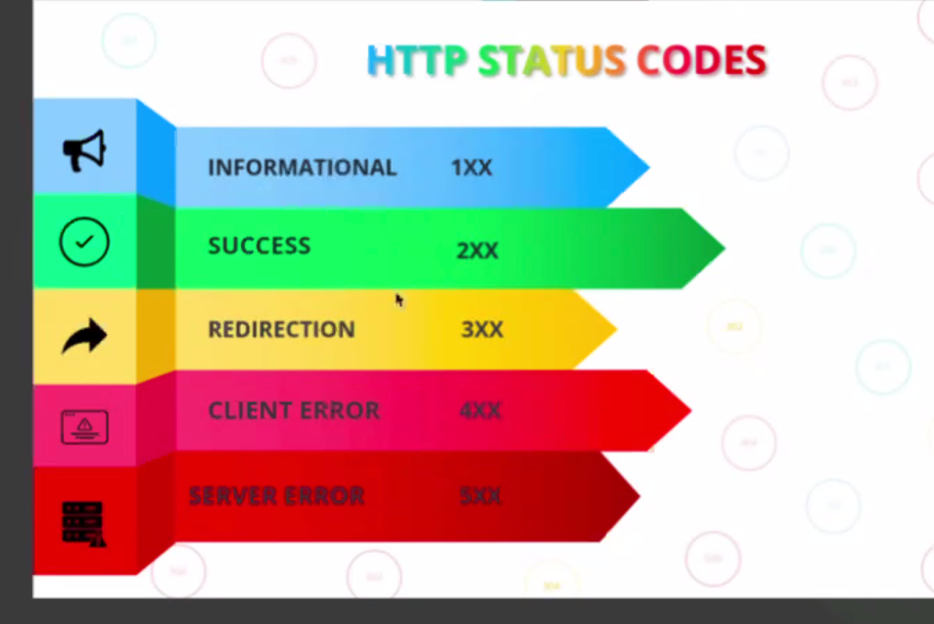 HTTP STATUS CODES
INFORMATIONAL 1XX
SUCCESS 2XX
REDIRECTION 3XX
CLIENT ERROR 4XX
SERVER ERROR 5XX